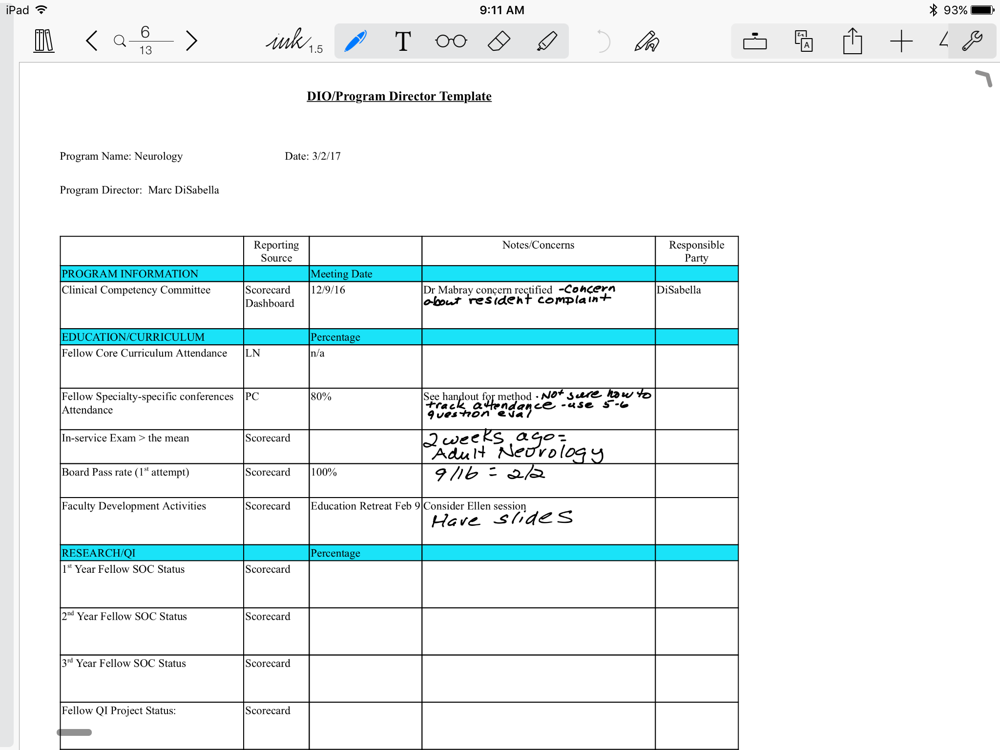 iPad 9:11 AM 93%
6
13
ink 1.5 T A
DIO/Program Director Template
Program Name: Neurology Date: 3/2/17
Program Director: Marc DiSabella
Reporting Source Notes/Concerns Responsible Party
PROGRAM INFORMATION Meeting Date
Clinical Competency Committee Scorecard 12/9/16 Dr Mabray concern rectified -Concern DiSabella
Dashboard about resident complaint
EDUCATION/CURRICULUM Percentage
Fellow Core Curriculum Attendance LN n/a
Fellow Specialty-specific conferences PC 80% See handout for method - Not sure how to
Attendance track attendance -use 5-6
question eval
In-service Exam > the mean Scorecard 2 weeks ago=
Adult Neurology
Board Pass rate (1st attempt) Scorecard 100% 9/16 = 2/2
Faculty Development Activities Scorecard Education Retreat Feb 9 Consider Ellen session
Have slides
RESEARCH/QI Percentage
1st Year Fellow SOC Status Scorecard
2nd Year Fellow SOC Status Scorecard
3rd Year Fellow SOC Status Scorecard
Fellow QI Project Status: Scorecard